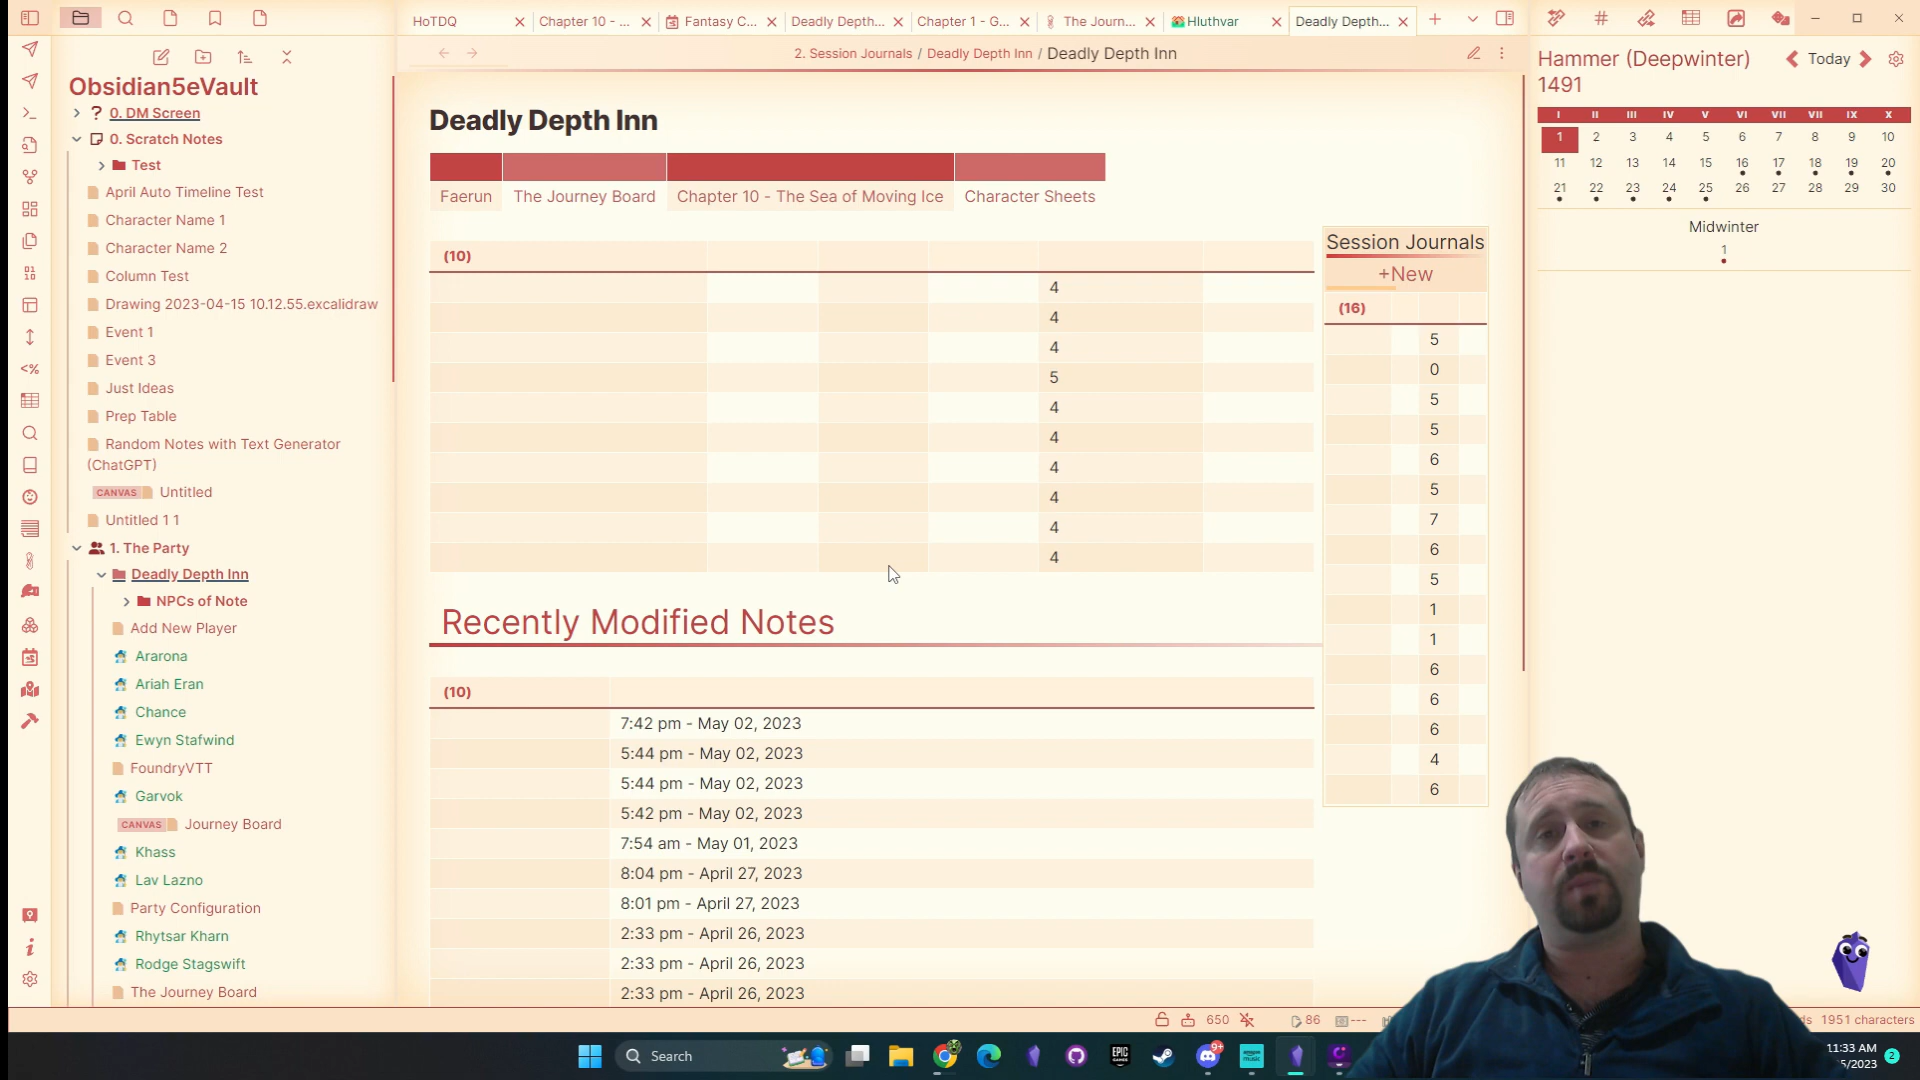 HoTDQ
Chapter 10 - ...
Fantasy C...
Deadly Depth...
Chapter 1 - G...
The Journ...
Hluthvar
Deadly Depth...
2. Session Journals / Deadly Depth Inn / Deadly Depth Inn
Obsidian5eVault
0. DM Screen
0. Scratch Notes
Test
April Auto Timeline Test
Character Name 1
Character Name 2
Column Test
Drawing 2023-04-15 10.12.55.excalidraw
Event 1
Event 3
Just Ideas
Prep Table
Random Notes with Text Generator
(ChatGPT)
CANVAS Untitled
Untitled 1 1
1. The Party
Deadly Depth Inn
NPCs of Note
Add New Player
Ararona
Ariah Eran
Chance
Ewyn Stafwind
FoundryVTT
Garvok
CANVAS Journey Board
Khass
Lav Lazno
Party Configuration
Rhytsar Kharn
Rodge Stagswift
The Journey Board
Deadly Depth Inn
Faerun
The Journey Board
Chapter 10 - The Sea of Moving Ice
Character Sheets
(10)
4
4
4
5
4
4
4
4
4
4
Recently Modified Notes
(10)
7:42 pm - May 02, 2023
5:44 pm - May 02, 2023
5:44 pm - May 02, 2023
5:42 pm - May 02, 2023
7:54 am - May 01, 2023
8:04 pm - April 27, 2023
8:01 pm - April 27, 2023
2:33 pm - April 26, 2023
2:33 pm - April 26, 2023
2:33 pm - April 26, 2023
Session Journals
+New
(16)
5
0
5
5
6
5
7
6
5
1
1
6
6
6
4
6
Hammer (Deepwinter)
1491
Today
I II III IV V VI VII VII IX X
1 2 3 4 5 6 7 8 9 10
11 12 13 14 15 16 17 18 19 20
21 22 23 24 25 26 27 28 29 30
Midwinter
1
650
86
---
ds 1951 characters
Search
EPIC GAMES
9+
music
11:33 AM
5/2023
2